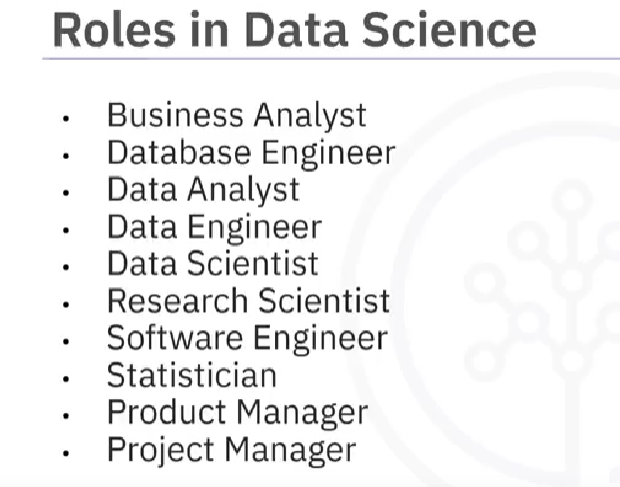 Roles in Data Science
• Business Analyst
• Database Engineer
• Data Analyst
• Data Engineer
• Data Scientist
• Research Scientist
• Software Engineer
• Statistician
• Product Manager
• Project Manager